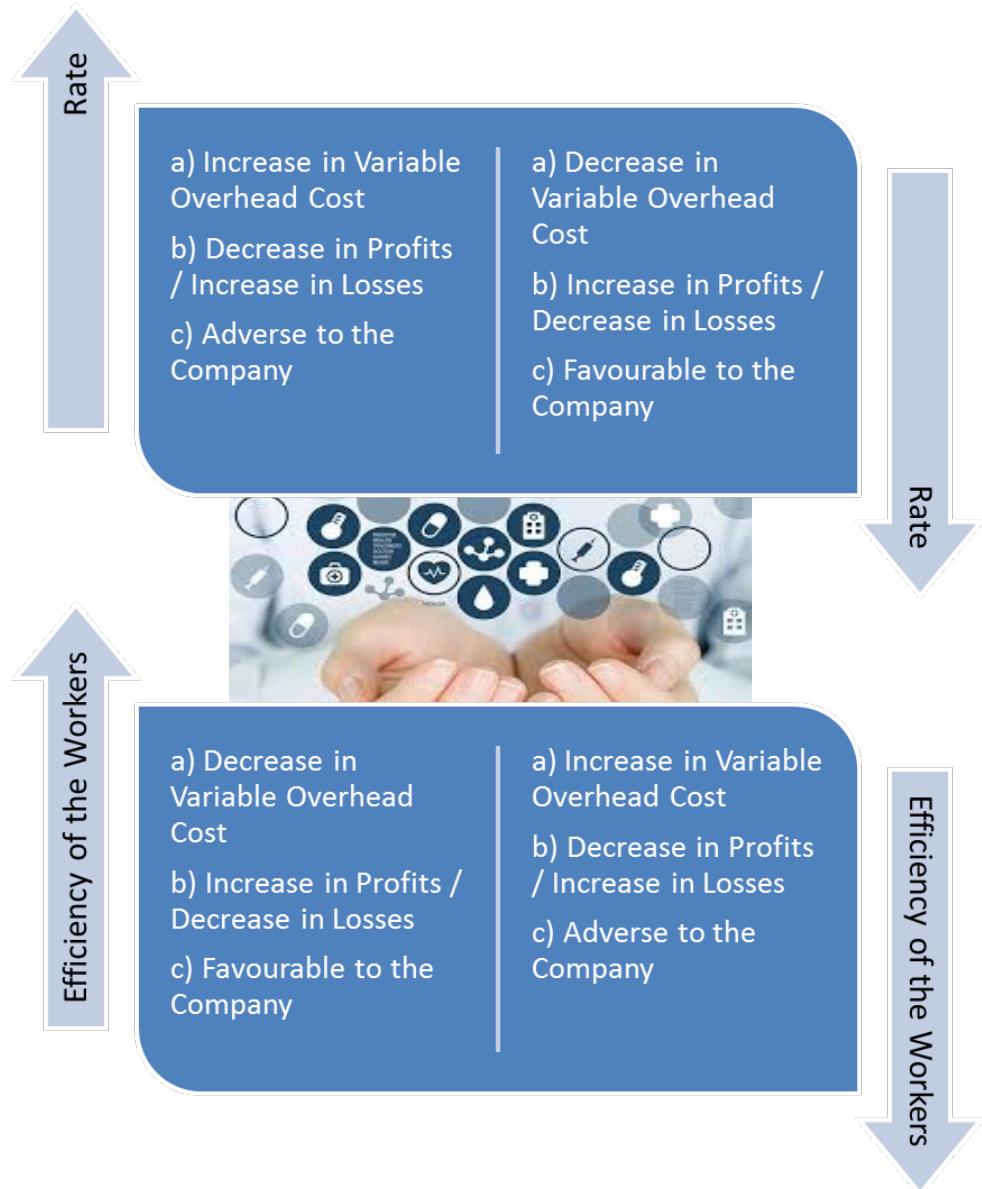 Rate
a) Increase in Variable
Overhead Cost
b) Decrease in Profits
/ Increase in Losses
c) Adverse to the
Company
a) Decrease in
Variable Overhead
Cost
b) Increase in Profits /
Decrease in Losses
c) Favourable to the
Company
Rate
Efficiency of the Workers
a) Decrease in
Variable Overhead
Cost
b) Increase in Profits /
Decrease in Losses
c) Favourable to the
Company
a) Increase in Variable
Overhead Cost
b) Decrease in Profits
/ Increase in Losses
c) Adverse to the
Company
Efficiency of the Workers